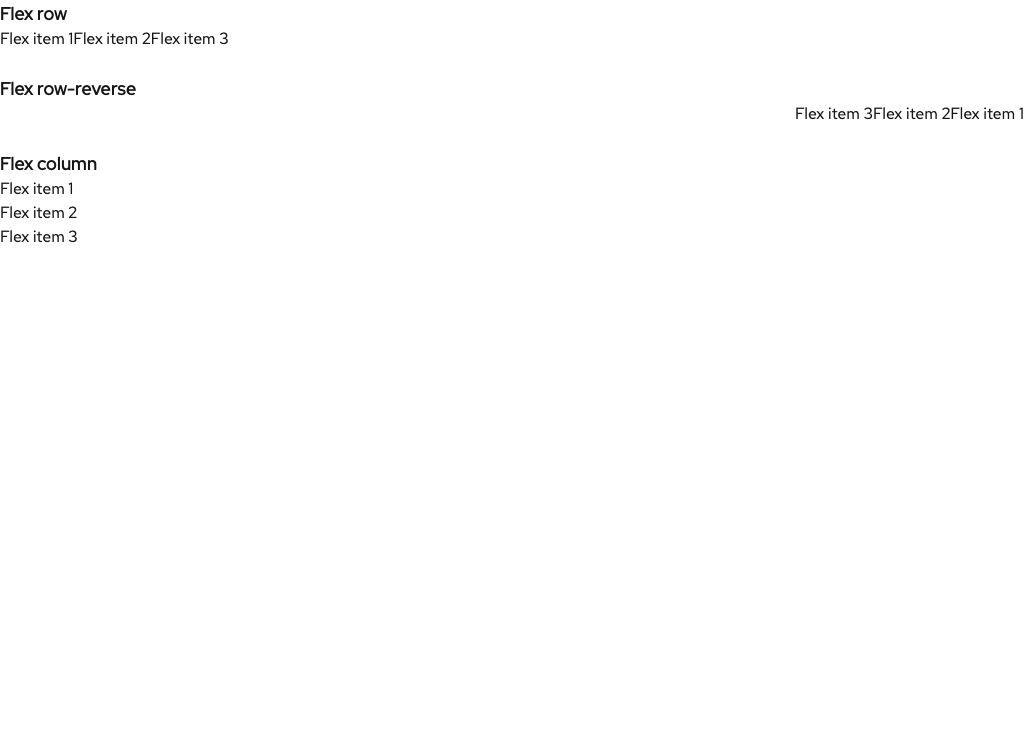 Flex row
Flex item 1Flex item 2Flex item 3
Flex row-reverse
Flex item 3Flex item 2Flex item 1
Flex column
Flex item 1
Flex item 2
Flex item 3